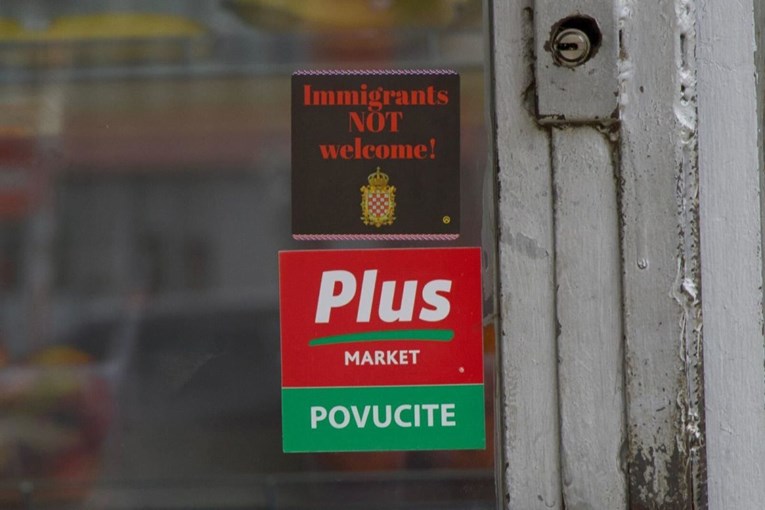 Immigrants
NOT
welcome!
Plus
MARKET
POVUCITE